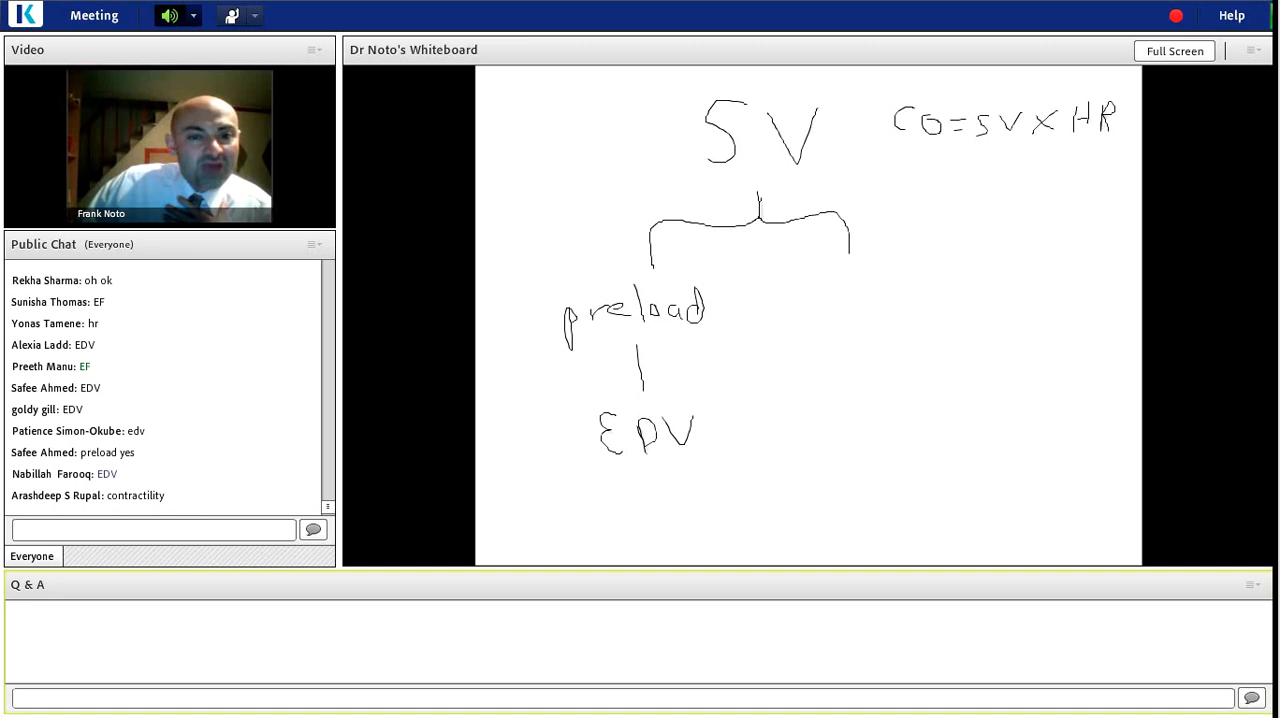 K Meeting Help
Video
Dr Noto's Whiteboard
Full Screen
Frank Noto
SV
CO=SV X HR
preload
EDV
Public Chat (Everyone)
Rekha Sharma: oh ok
Sunisha Thomas: EF
Yonas Tamene: hr
Alexia Ladd: EDV
Preeth Manu: EF
Safee Ahmed: EDV
goldy gill: EDV
Patience Simon-Okube: edv
Safee Ahmed: preload yes
Nabillah Farooq: EDV
Arashdeep S Rupal: contractility
Everyone
Q & A